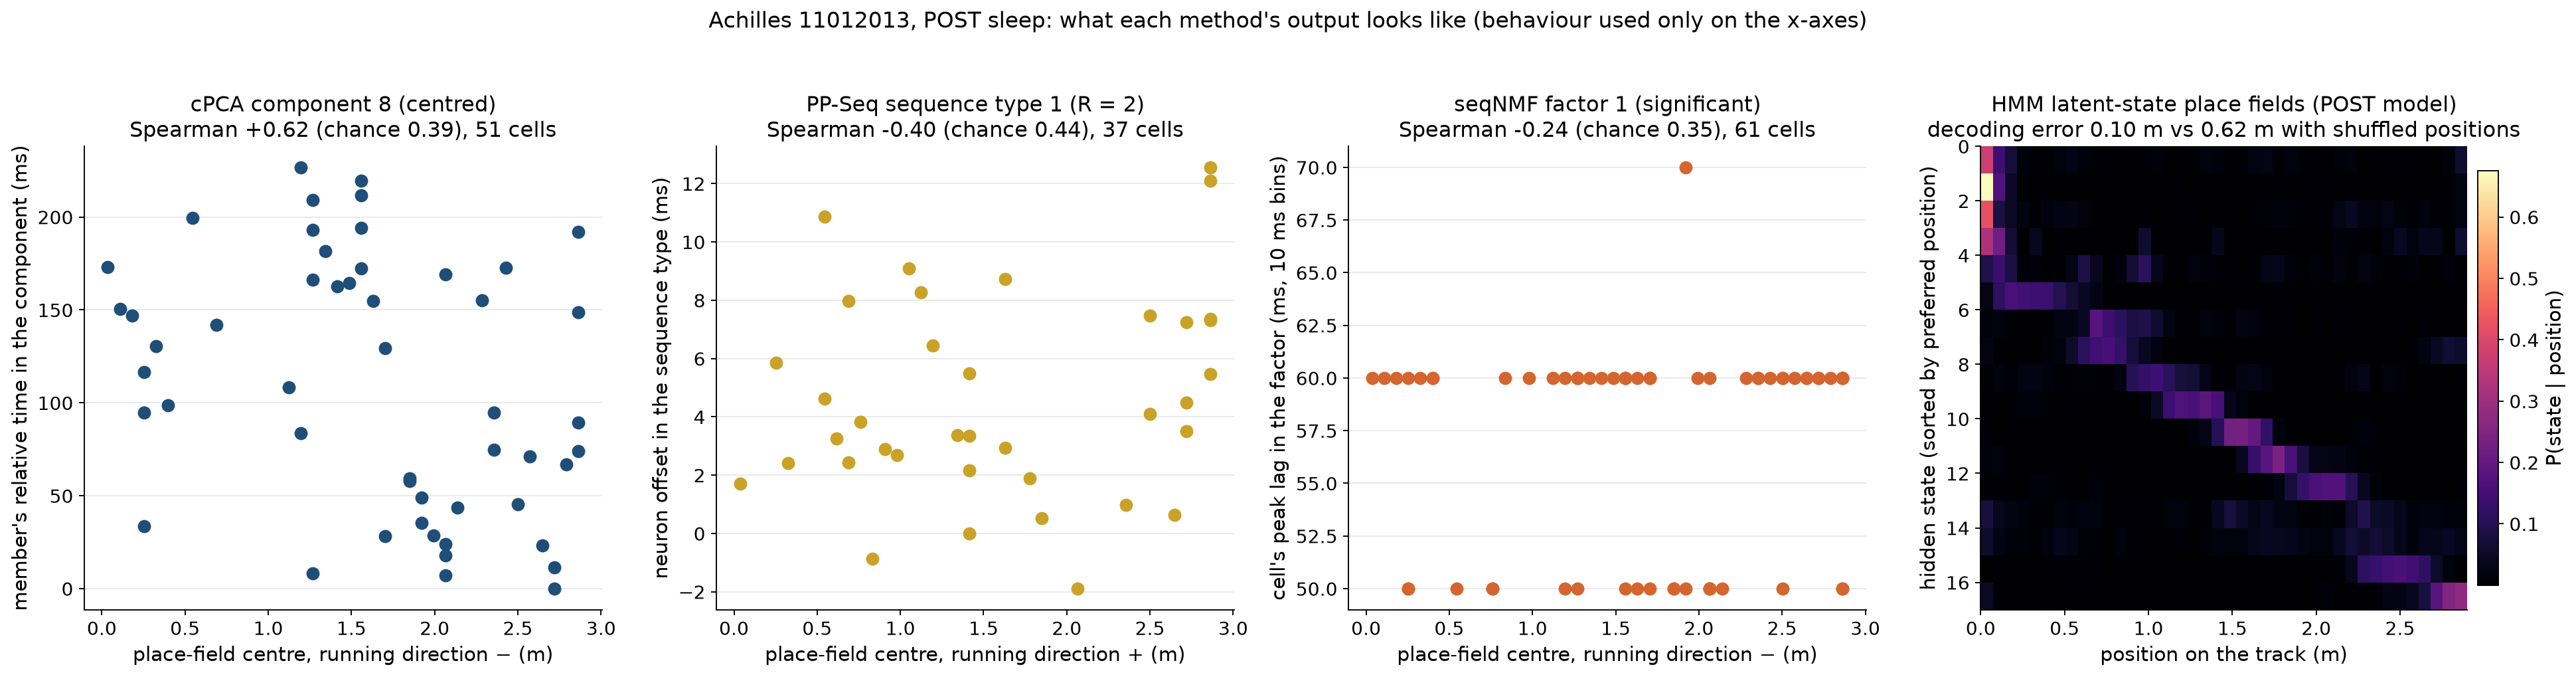 Achilles 11012013, POST sleep: what each method's output looks like (behaviour used only on the x-axes)
cPCA component 8 (centred)
Spearman +0.62 (chance 0.39), 51 cells
member's relative time in the component (ms)
200
150
100
50
0
0.0 0.5 1.0 1.5 2.0 2.5 3.0
place-field centre, running direction − (m)
PP-Seq sequence type 1 (R = 2)
Spearman -0.40 (chance 0.44), 37 cells
neuron offset in the sequence type (ms)
12
10
8
6
4
2
0
−2
0.0 0.5 1.0 1.5 2.0 2.5 3.0
place-field centre, running direction + (m)
seqNMF factor 1 (significant)
Spearman -0.24 (chance 0.35), 61 cells
cell's peak lag in the factor (ms, 10 ms bins)
70.0
67.5
65.0
62.5
60.0
57.5
55.0
52.5
50.0
0.0 0.5 1.0 1.5 2.0 2.5 3.0
place-field centre, running direction − (m)
HMM latent-state place fields (POST model)
decoding error 0.10 m vs 0.62 m with shuffled positions
hidden state (sorted by preferred position)
0
2
4
6
8
10
12
14
16
0.0 0.5 1.0 1.5 2.0 2.5
position on the track (m)
0.6
0.5
0.4
0.3
0.2
0.1
P(state | position)